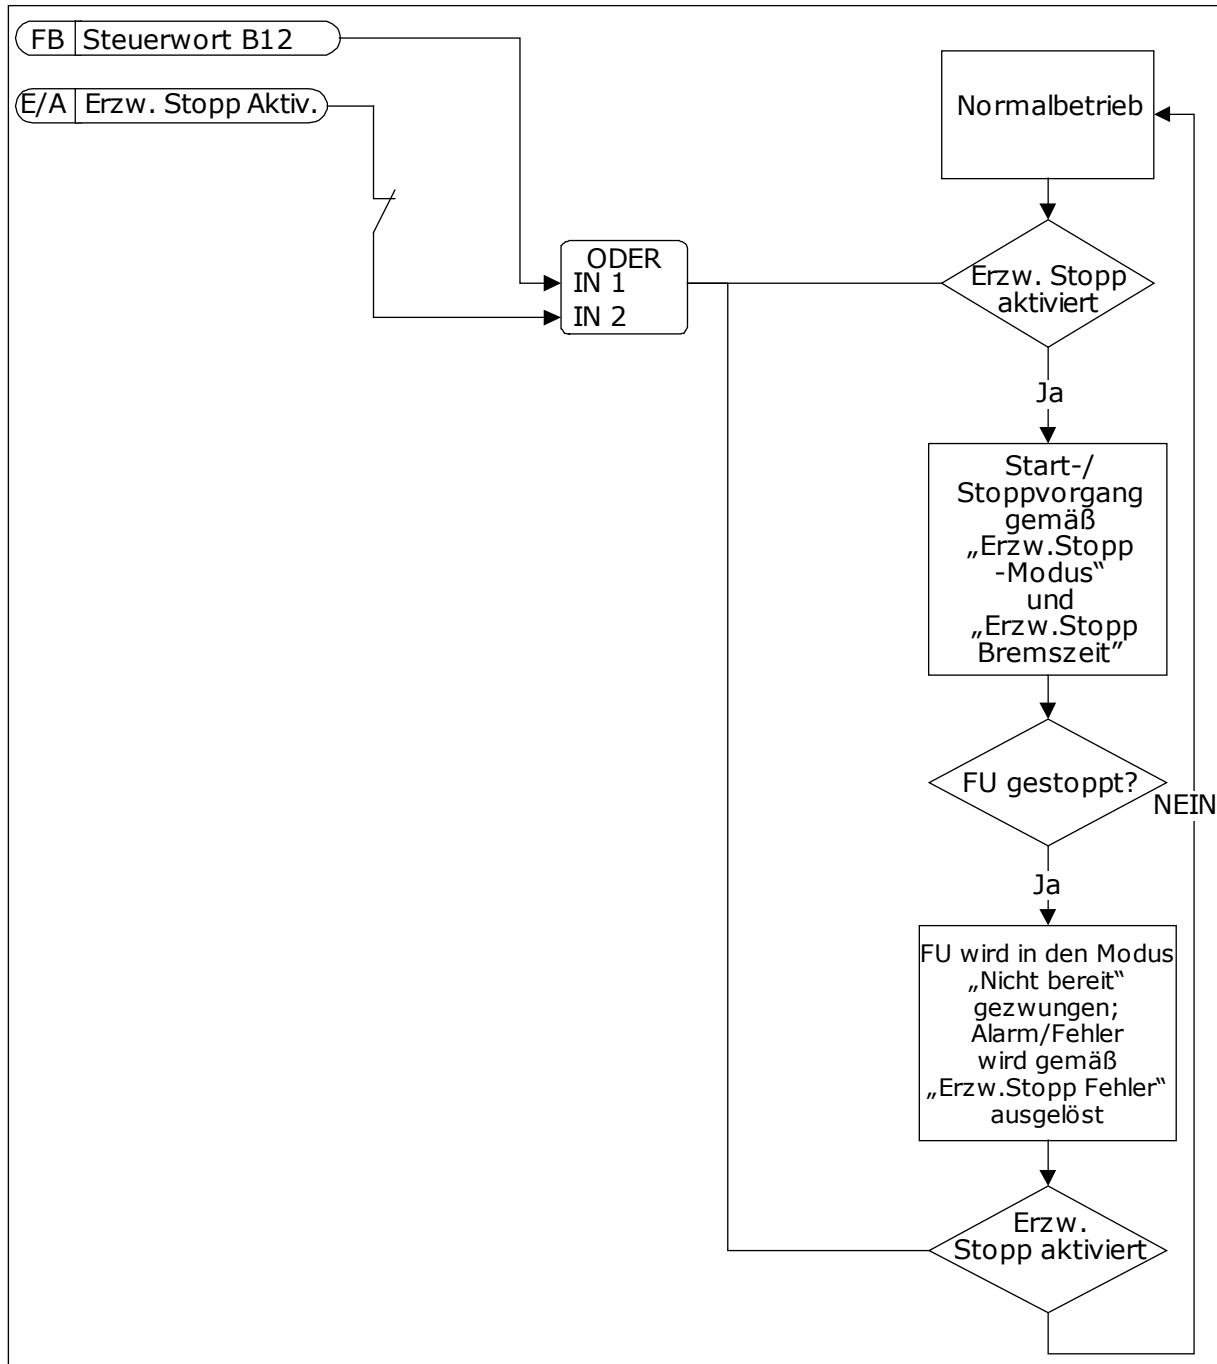 FB Steuerwort B12
E/A Erzw. Stopp Aktiv.
Normalbetrieb
ODER
IN 1
IN 2
Erzw. Stopp
aktiviert
Ja
Start-/
Stoppvorgang
gemäß
„Erzw.Stopp
-Modus“
und
„Erzw.Stopp
Bremszeit”
FU gestoppt?
NEIN
Ja
FU wird in den Modus
„Nicht bereit“
gezwungen;
Alarm/Fehler
wird gemäß
„Erzw.Stopp Fehler“
ausgelöst
Erzw.
Stopp aktiviert